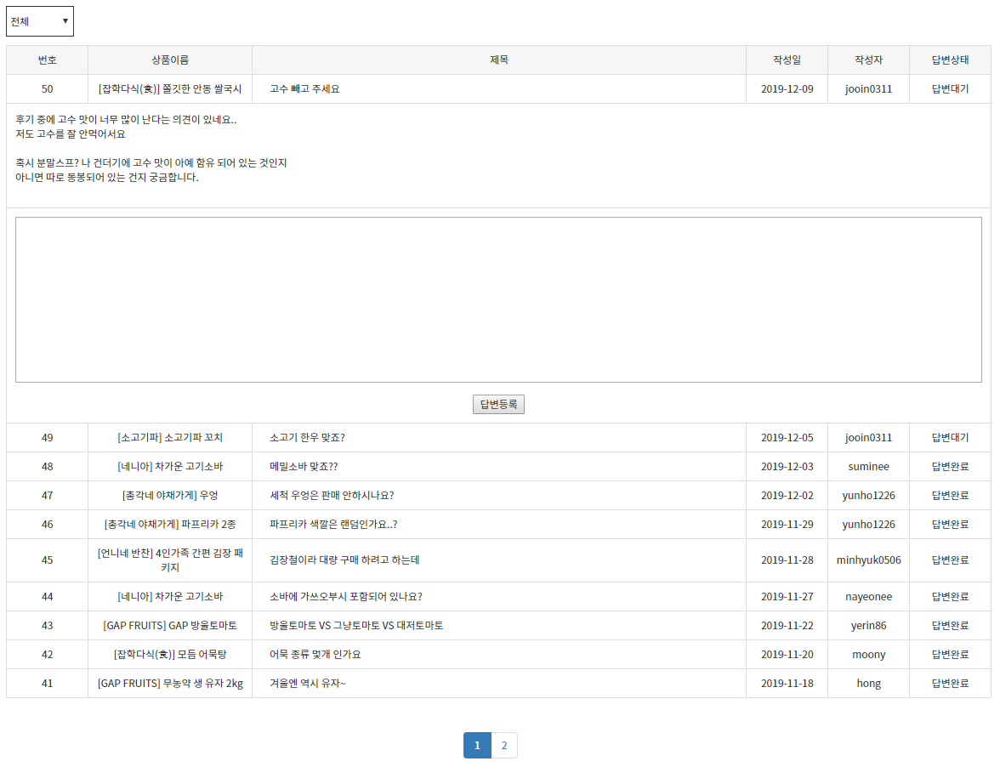 전체
번호 상품이름 제목 작성일 작성자 답변상태
50 [잡학다식(食)] 쫄깃한 안동 쌀국시 고수 빼고 주세요 2019-12-09 jooin0311 답변대기
후기 중에 고수 맛이 너무 많이 난다는 의견이 있네요..
저도 고수를 잘 안먹어서요
혹시 분말스프? 나 건더기에 고수 맛이 아예 함유 되어 있는 것인지
아니면 따로 동봉되어 있는 건지 궁금합니다.
답변등록
49 [소고기파] 소고기파 꼬치 소고기 한우 맞죠? 2019-12-05 jooin0311 답변대기
48 [네니아] 차가운 고기소바 메밀소바 맞죠?? 2019-12-03 suminee 답변완료
47 [총각네 야채가게] 우엉 세척 우엉은 판매 안하시나요? 2019-12-02 yunho1226 답변완료
46 [총각네 야채가게] 파프리카 2종 파프리카 색깔은 랜덤인가요..? 2019-11-29 yunho1226 답변완료
45 [언니네 반찬] 4인가족 간편 김장 패
키지 김장철이라 대량 구매 하려고 하는데 2019-11-28 minhyuk0506 답변완료
44 [네니아] 차가운 고기소바 소바에 가쓰오부시 포함되어 있나요? 2019-11-27 nayeonee 답변완료
43 [GAP FRUITS] GAP 방울토마토 방울토마토 VS 그냥토마토 VS 대저토마토 2019-11-22 yerin86 답변완료
42 [잡학다식(食)] 모듬 어묵탕 어묵 종류 몇개 인가요 2019-11-20 moony 답변완료
41 [GAP FRUITS] 무농약 생 유자 2kg 겨울엔 역시 유자~ 2019-11-18 hong 답변완료
1 2